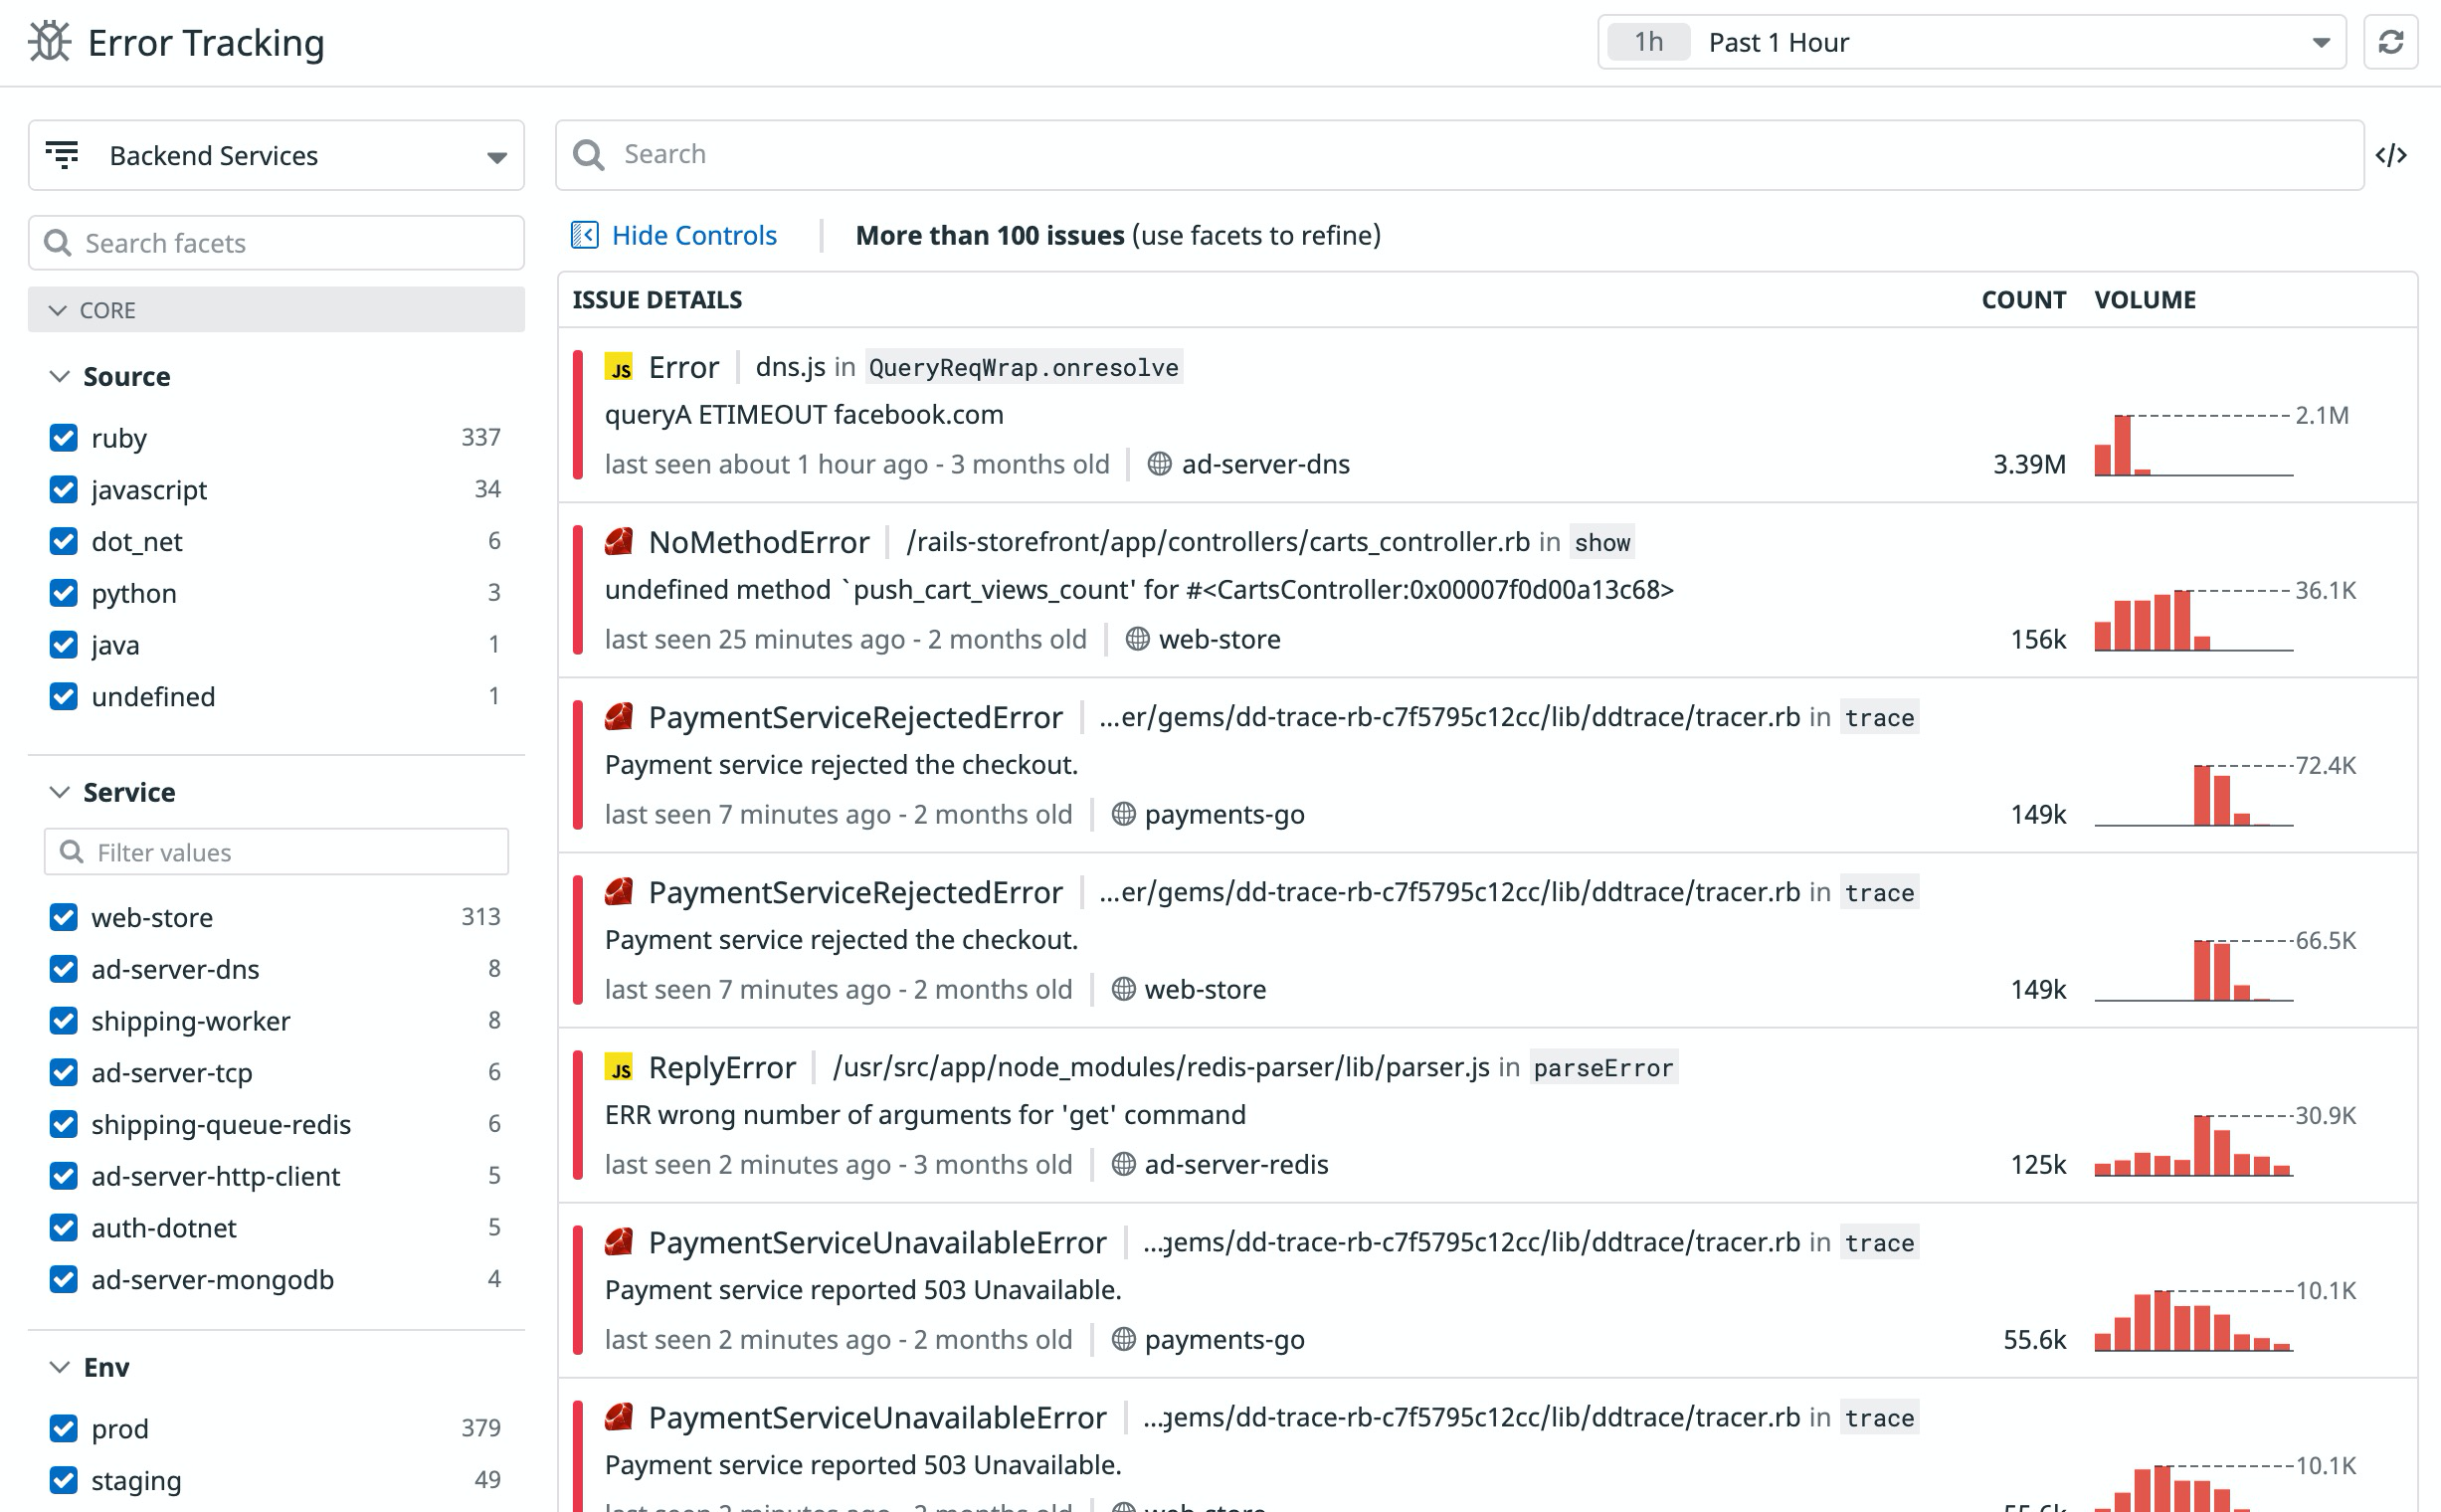 Error Tracking
1h Past 1 Hour
Backend Services
Search
</>
Search facets
Hide Controls
More than 100 issues (use facets to refine)
CORE
Source
ruby 337
javascript 34
dot_net 6
python 3
java 1
undefined 1
Service
Filter values
web-store 313
ad-server-dns 8
shipping-worker 8
ad-server-tcp 6
shipping-queue-redis 6
ad-server-http-client 5
auth-dotnet 5
ad-server-mongodb 4
Env
prod 379
staging 49
ISSUE DETAILS COUNT VOLUME
JS Error dns.js in QueryReqWrap.onresolve
queryA ETIMEOUT facebook.com
2.1M
last seen about 1 hour ago - 3 months old ad-server-dns 3.39M
NoMethodError /rails-storefront/app/controllers/carts_controller.rb in show
undefined method `push_cart_views_count' for #<CartsController:0x00007f0d00a13c68>
36.1K
last seen 25 minutes ago - 2 months old web-store 156k
PaymentServiceRejectedError ...er/gems/dd-trace-rb-c7f5795c12cc/lib/ddtrace/tracer.rb in trace
Payment service rejected the checkout.
72.4K
last seen 7 minutes ago - 2 months old payments-go 149k
PaymentServiceRejectedError ...er/gems/dd-trace-rb-c7f5795c12cc/lib/ddtrace/tracer.rb in trace
Payment service rejected the checkout.
66.5K
last seen 7 minutes ago - 2 months old web-store 149k
JS ReplyError /usr/src/app/node_modules/redis-parser/lib/parser.js in parseError
ERR wrong number of arguments for 'get' command
30.9K
last seen 2 minutes ago - 3 months old ad-server-redis 125k
PaymentServiceUnavailableError ...gems/dd-trace-rb-c7f5795c12cc/lib/ddtrace/tracer.rb in trace
Payment service reported 503 Unavailable.
10.1K
last seen 2 minutes ago - 2 months old payments-go 55.6k
PaymentServiceUnavailableError ...gems/dd-trace-rb-c7f5795c12cc/lib/ddtrace/tracer.rb in trace
Payment service reported 503 Unavailable.
10.1K